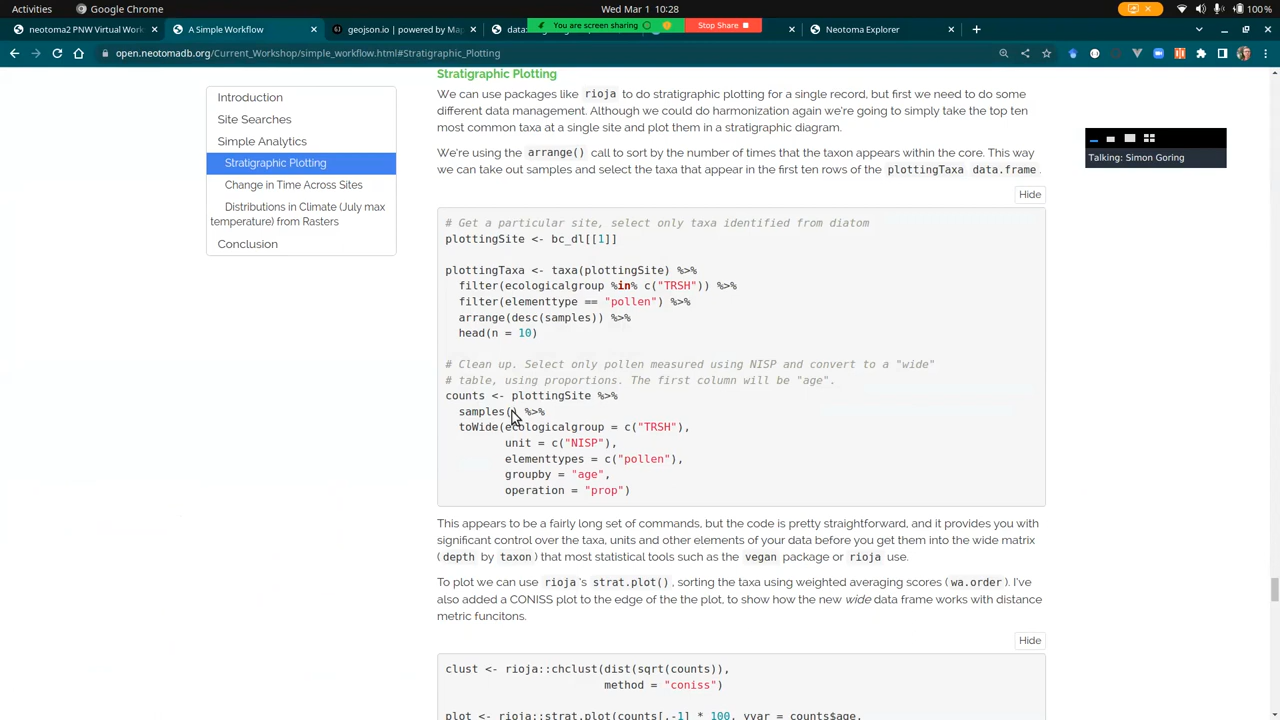 Activities
Google Chrome
Wed Mar 1 10:28
100 %
neotoma2 PNW Virtual Work
A Simple Workflow
geojson.io | powered by Ma
data:
You are screen sharing
Stop Share
Neotoma Explorer
open.neotomadb.org/Current_Workshop/simple_workflow.html#Stratigraphic_Plotting
Introduction
Site Searches
Simple Analytics
Stratigraphic Plotting
Change in Time Across Sites
Distributions in Climate (July max
temperature) from Rasters
Conclusion
Talking: Simon Goring
Stratigraphic Plotting
We can use packages like rioja to do stratigraphic plotting for a single record, but first we need to do some
different data management. Although we could do harmonization again we're going to simply take the top ten
most common taxa at a single site and plot them in a stratigraphic diagram.
We're using the arrange() call to sort by the number of times that the taxon appears within the core. This way
we can take out samples and select the taxa that appear in the first ten rows of the plottingTaxa data.frame.
Hide
# Get a particular site, select only taxa identified from diatom
plottingSite <- bc_dl[[1]]
plottingTaxa <- taxa(plottingSite) %>%
filter(ecologicalgroup %in% c("TRSH")) %>%
filter(elementtype == "pollen") %>%
arrange(desc(samples)) %>%
head(n = 10)
# Clean up. Select only pollen measured using NISP and convert to a "wide"
# table, using proportions. The first column will be "age".
counts <- plottingSite %>%
samples() %>%
toWide(ecologicalgroup = c("TRSH"),
unit = c("NISP"),
elementtypes = c("pollen"),
groupby = "age",
operation = "prop")
This appears to be a fairly long set of commands, but the code is pretty straightforward, and it provides you with
significant control over the taxa, units and other elements of your data before you get them into the wide matrix
(depth by taxon) that most statistical tools such as the vegan package or rioja use.
To plot we can use rioja's strat.plot(), sorting the taxa using weighted averaging scores (wa.order). I've
also added a CONISS plot to the edge of the the plot, to show how the new wide data frame works with distance
metric funcitons.
Hide
clust <- rioja::chclust(dist(sqrt(counts)),
method = "coniss")
plot <- rioja::strat.plot(counts[,-1] * 100, yvar = counts$age,